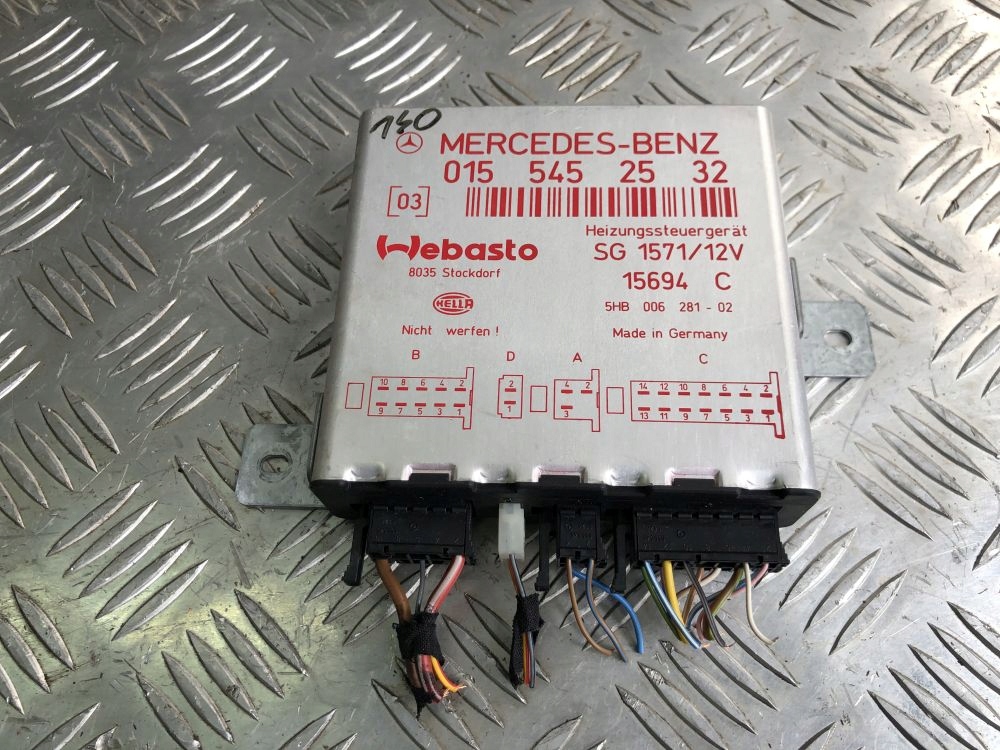 140
MERCEDES-BENZ
015 545 25 32
[03]
Heizungssteuergerät
Webasto SG 1571/12V
8035 Stockdorf 15694 C
HELLA 5HB 006 281 - 02
Nicht werfen! Made in Germany
B D A C
10 8 6 4 2 2 4 2 14 12 10 8 6 4 2
9 7 5 3 1 1 3 13 11 9 7 5 3 1